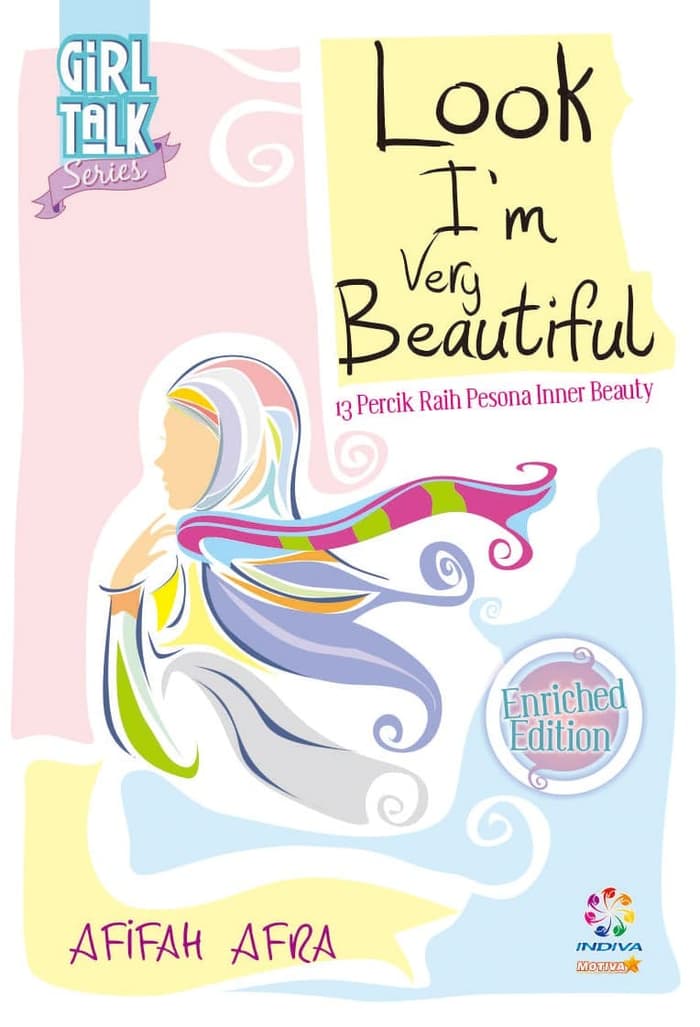 GiRL
TALK
Series
Look
I'm
Very
Beautiful
13 Percik Raih Pesona Inner Beauty
Enriched
Edition
AFiFAH AFRA
INDIVA
MOTIVA